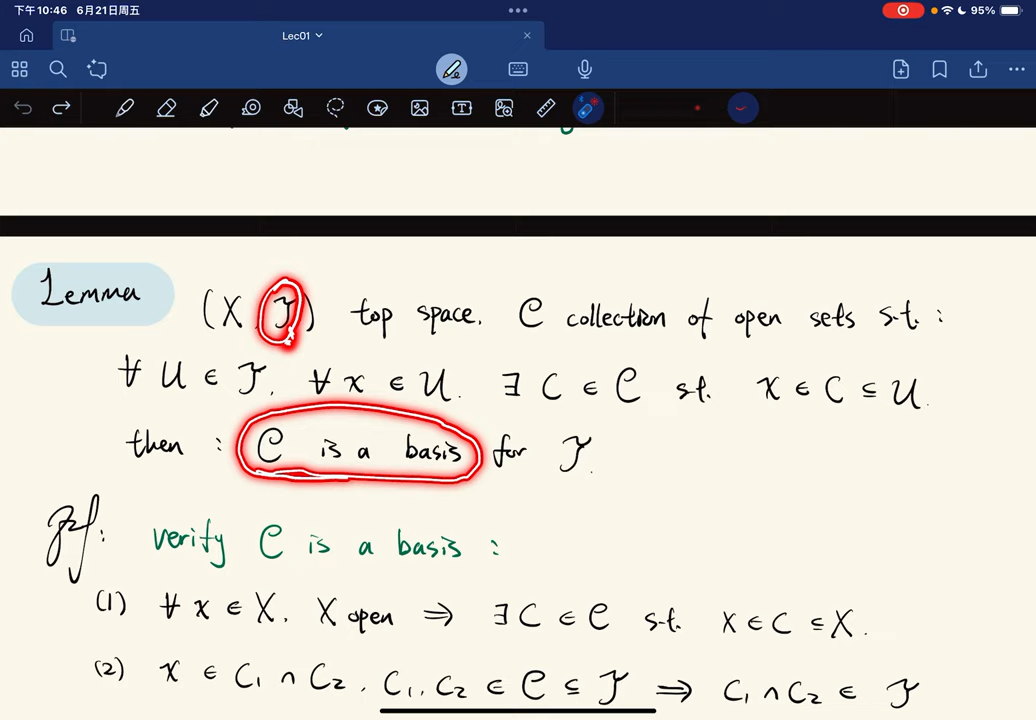 下午10:46 6月21日周五
95%
Lec01
Lemma (X, 𝒯) top space. 𝒞 collection of open sets s.t. :
∀ U ∈ 𝒯, ∀ x ∈ U. ∃ C ∈ 𝒞 s.t. x ∈ C ⊆ U.
then : 𝒞 is a basis for 𝒯.
pf: verify 𝒞 is a basis :
(1) ∀ x ∈ X, X open ⇒ ∃ C ∈ 𝒞 s.t. x ∈ C ⊆ X.
(2) x ∈ C₁ ∩ C₂, C₁, C₂ ∈ 𝒞 ⊆ 𝒯 ⇒ C₁ ∩ C₂ ∈ 𝒯